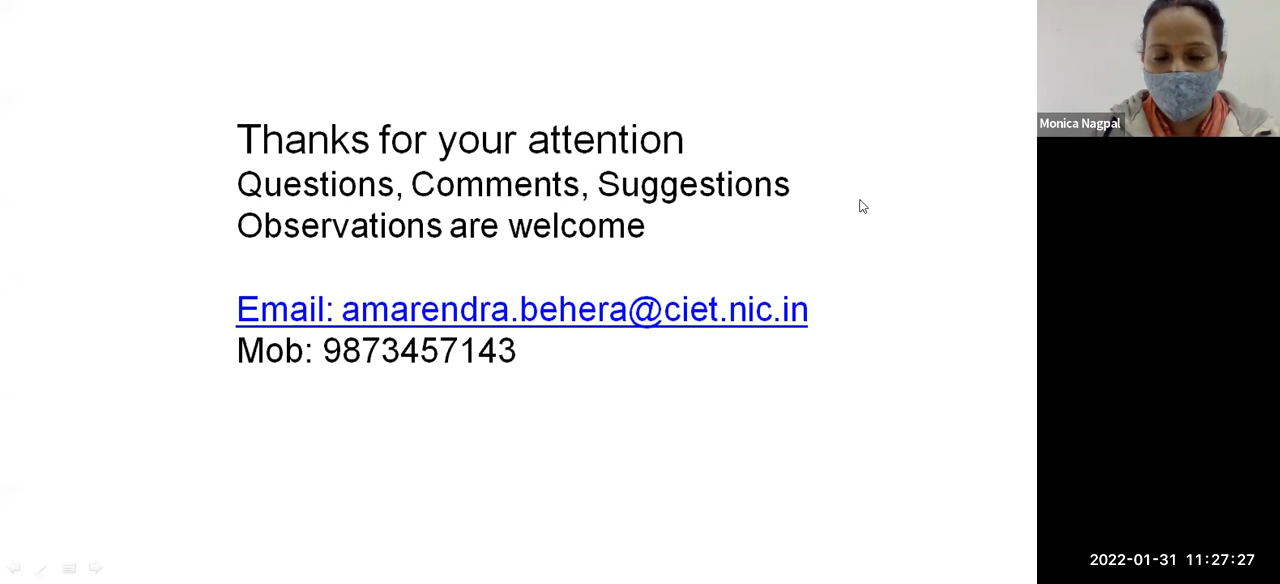 Thanks for your attention
Questions, Comments, Suggestions
Observations are welcome
Email: amarendra.behera@ciet.nic.in
Mob: 9873457143
Monica Nagpal
2022-01-31 11:27:27